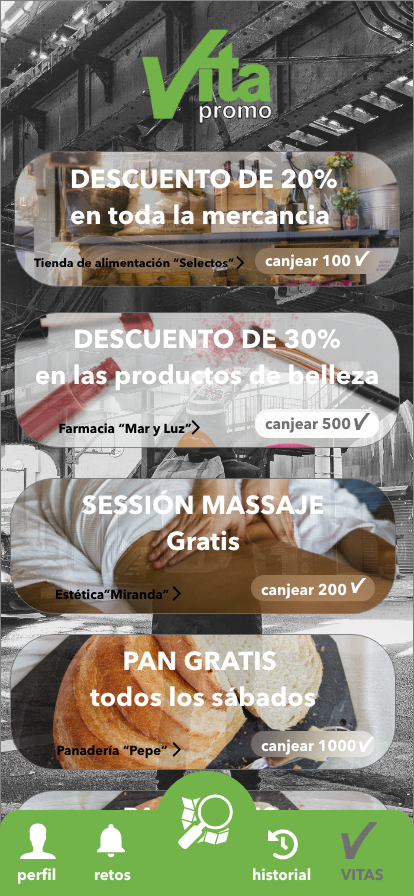 Vita
promo
DESCUENTO DE 20%
en toda la mercancia
Tienda de alimentación “Selectos”
canjear 100
DESCUENTO DE 30%
en las productos de belleza
Farmacia “Mar y Luz”
canjear 500
SESSIÓN MASSAJE
Gratis
Estética“Miranda”
canjear 200
PAN GRATIS
todos los sábados
Panadería “Pepe”
canjear 1000
perfil
retos
historial
VITAS